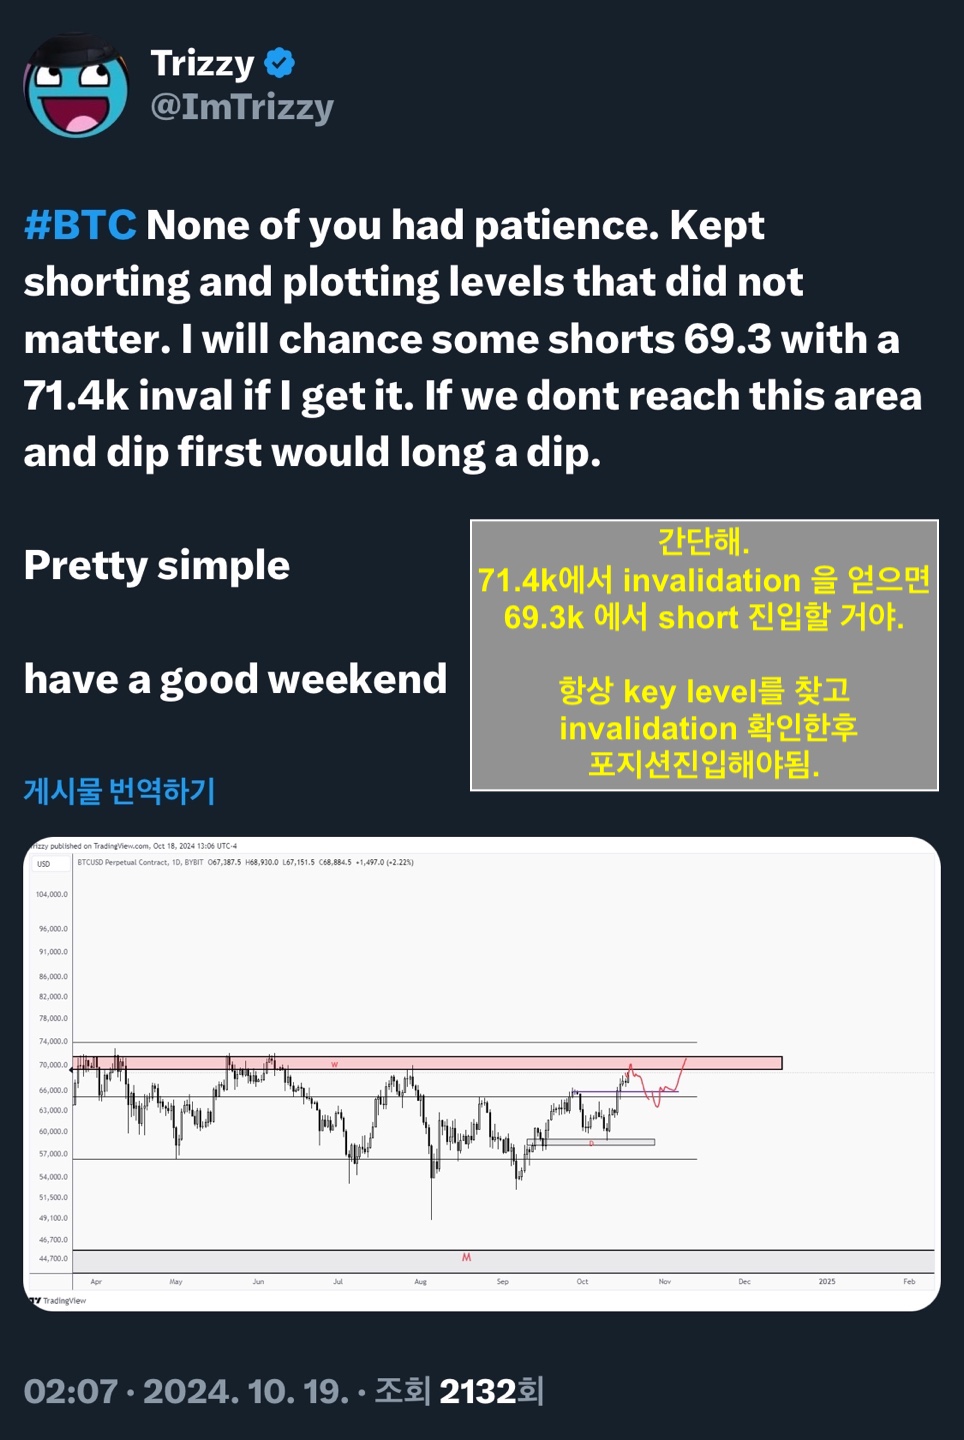 Trizzy
@ImTrizzy
#BTC None of you had patience. Kept
shorting and plotting levels that did not
matter. I will chance some shorts 69.3 with a
71.4k inval if I get it. If we dont reach this area
and dip first would long a dip.
Pretty simple
have a good weekend
간단해.
71.4k에서 invalidation 을 얻으면
69.3k 에서 short 진입할 거야.
항상 key level를 찾고
invalidation 확인한후
포지션진입해야됨.
게시물 번역하기
rizzy published on TradingView.com, Oct 18, 2024 13:06 UTC-4
USD
BTCUSD Perpetual Contract, 1D, BYBIT O67,387.5 H68,930.0 L67,151.5 C68,884.5 +1,497.0 (+2.22%)
104,000.0
96,000.0
91,000.0
86,000.0
82,000.0
78,000.0
74,000.0
70,000.0
66,000.0
63,000.0
60,000.0
57,000.0
54,000.0
51,500.0
49,100.0
46,700.0
44,700.0
W
D
M
Apr May Jun Jul Aug Sep Oct Nov Dec 2025 Feb
TradingView
02:07 · 2024. 10. 19. · 조회 2132회